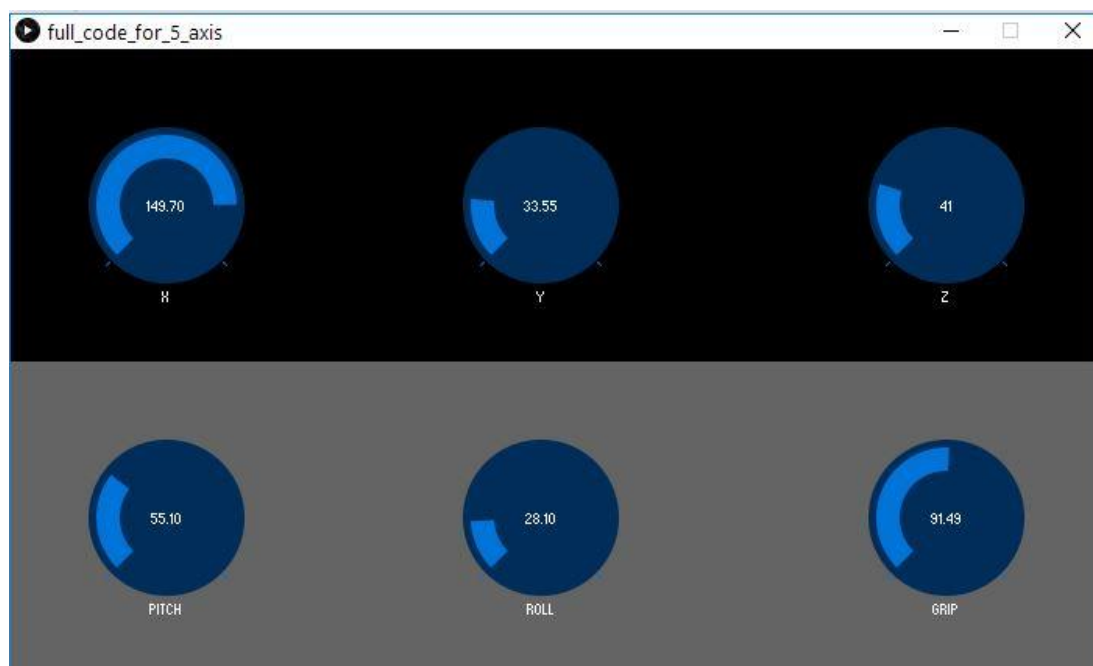 full_code_for_5_axis
149.70 33.55 41
X Y Z
55.10 28.10 91.49
PITCH ROLL GRIP